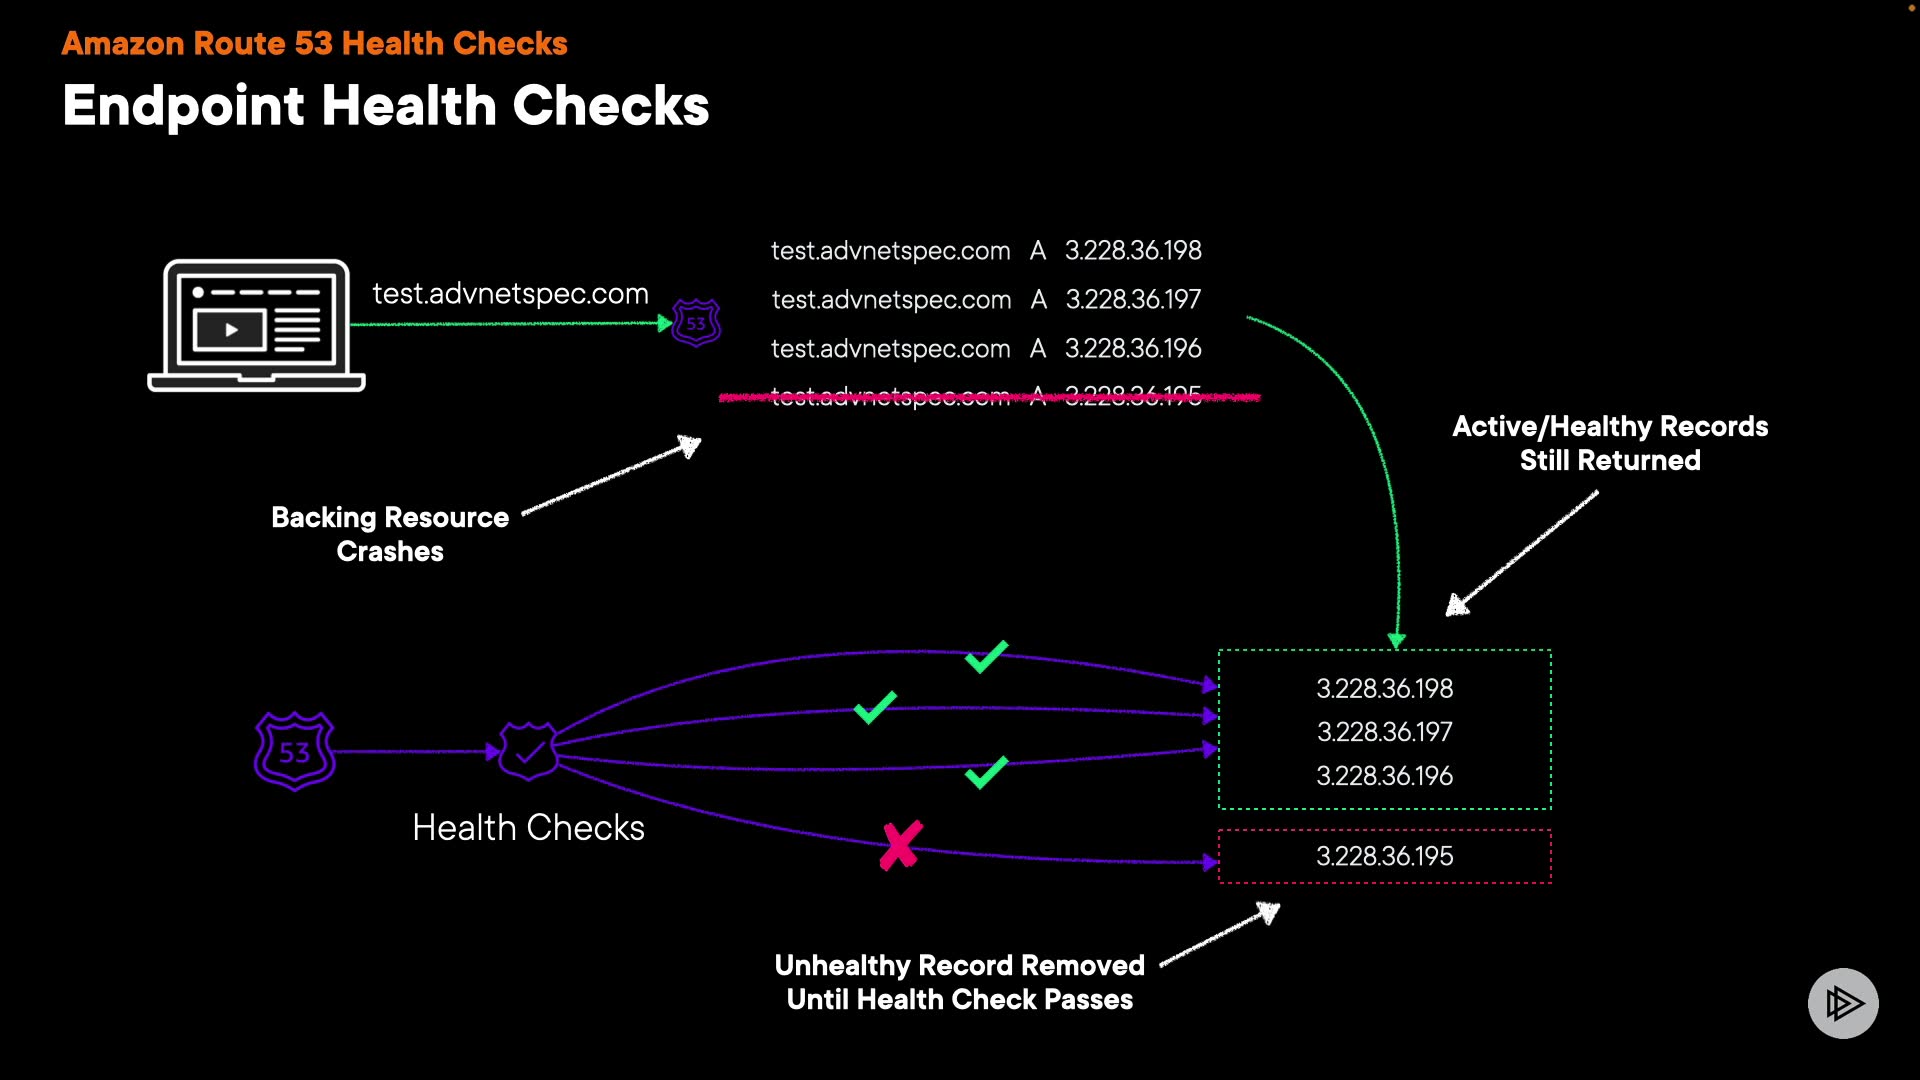 Amazon Route 53 Health Checks
Endpoint Health Checks
test.advnetspec.com
53
test.advnetspec.com A 3.228.36.198
test.advnetspec.com A 3.228.36.197
test.advnetspec.com A 3.228.36.196
test.advnetspec.com A 3.228.36.195
Backing Resource
Crashes
Active/Healthy Records
Still Returned
53
Health Checks
3.228.36.198
3.228.36.197
3.228.36.196
3.228.36.195
Unhealthy Record Removed
Until Health Check Passes